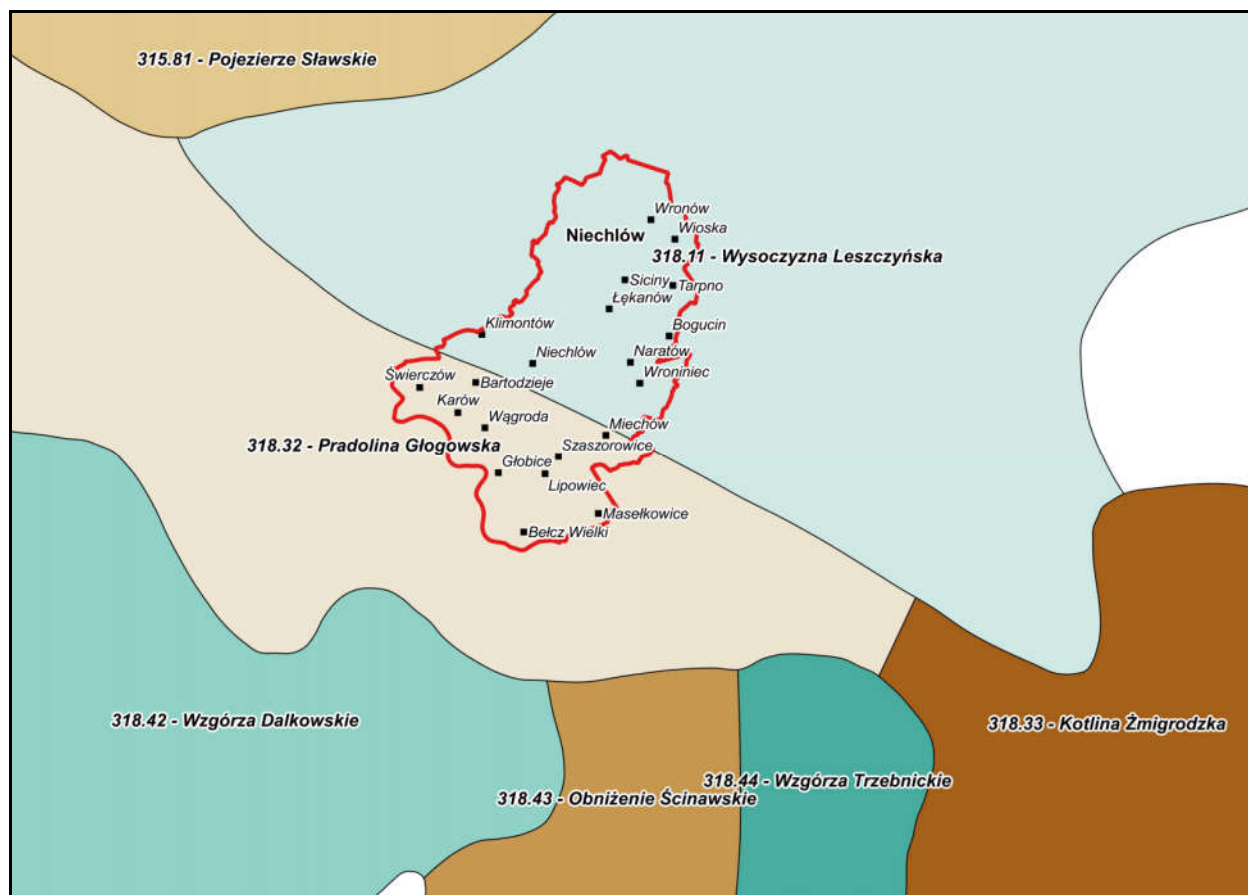 315.81 - Pojezierze Sławskie
Wronów
Niechlów
Wioska
318.11 - Wysoczyzna Leszczyńska
Siciny
Tarpno
Łękanów
Klimontów
Bogucin
Niechlów
Naratów
Świerczów
Bartodzieje
Wroniniec
Karów
Wągroda
Miechów
318.32 - Pradolina Głogowska
Szaszorowice
Głobice
Lipowiec
Masełkowice
Bełcz Wielki
318.42 - Wzgórza Dalkowskie
318.33 - Kotlina Żmigrodzka
318.44 - Wzgórza Trzebnickie
318.43 - Obniżenie Ścinawskie